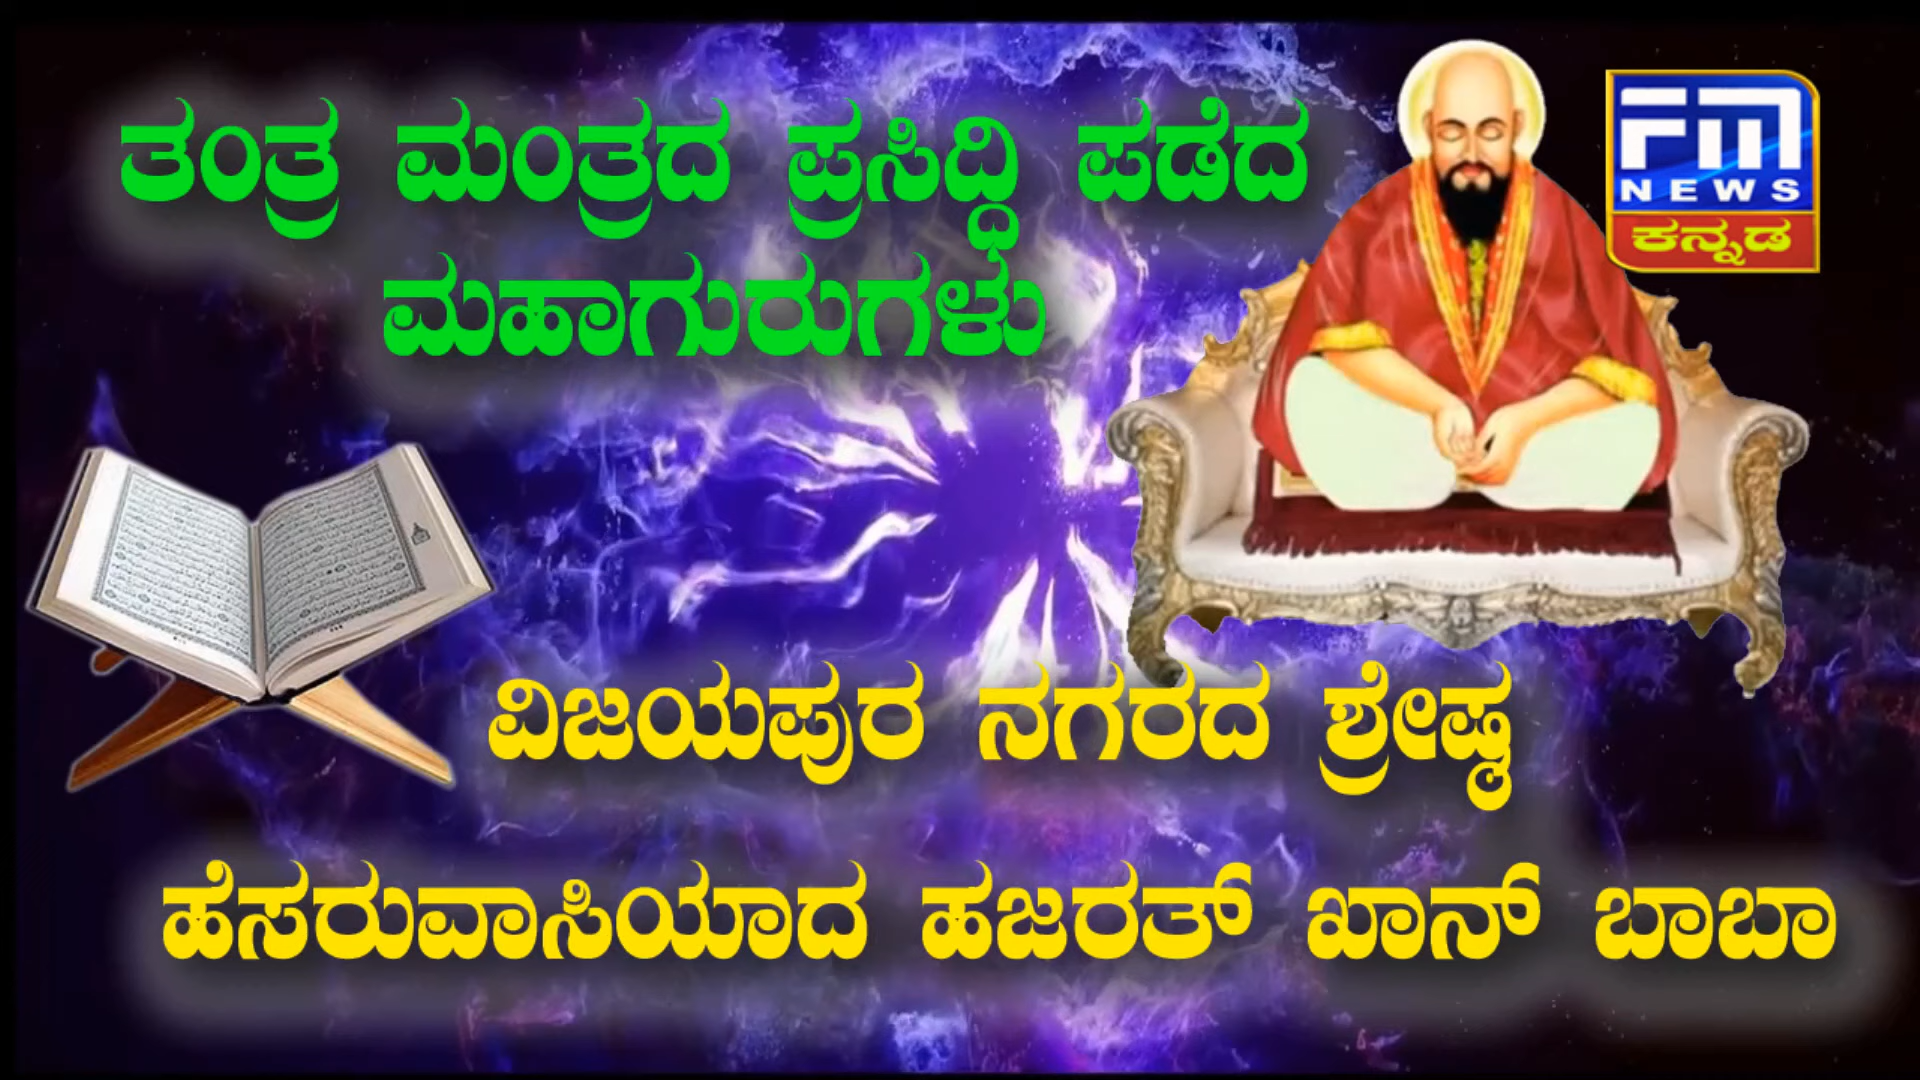 ತಂತ್ರ ಮಂತ್ರದ ಪ್ರಸಿದ್ಧಿ ಪಡೆದ
ಮಹಾಗುರುಗಳು
FM
NEWS
ಕನ್ನಡ
ವಿಜಯಪುರ ನಗರದ ಶ್ರೇಷ್ಠ
ಹೆಸರುವಾಸಿಯಾದ ಹಜರತ್ ಖಾನ್ ಬಾಬಾ